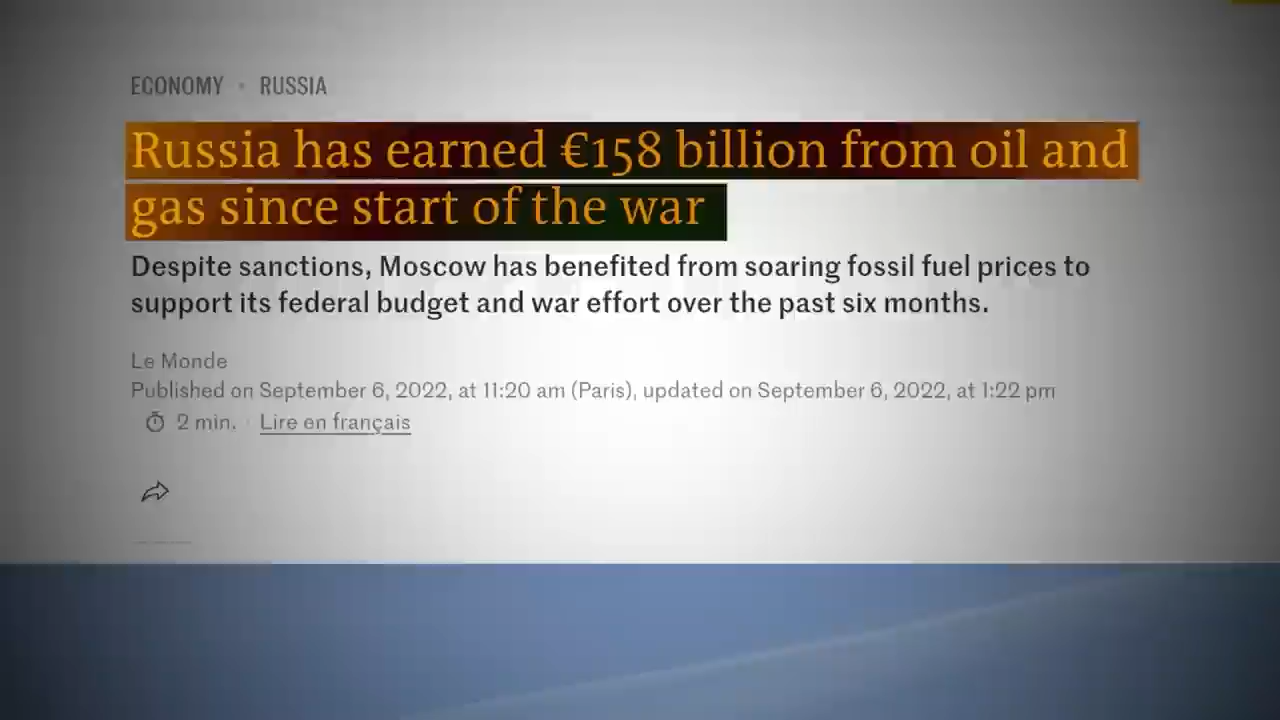 ECONOMY • RUSSIA
Russia has earned €158 billion from oil and
gas since start of the war
Despite sanctions, Moscow has benefited from soaring fossil fuel prices to
support its federal budget and war effort over the past six months.
Le Monde
Published on September 6, 2022, at 11:20 am (Paris), updated on September 6, 2022, at 1:22 pm
2 min. · Lire en français